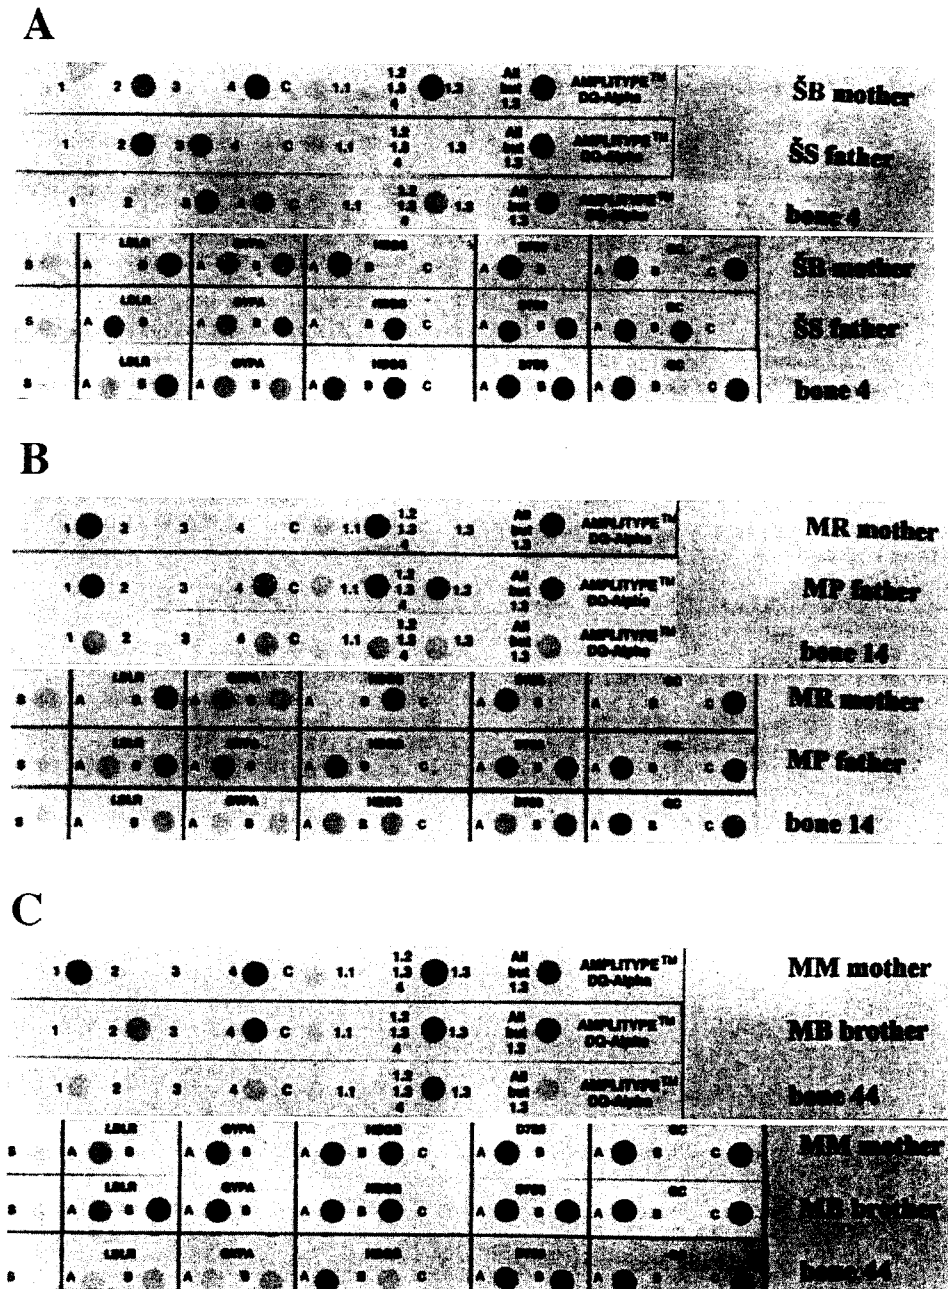 A
1 2 3 4 C 1.1 1.2 1.3 4 1.3 All but 1.3 AMPLITYPE™ DQ-Alpha ŠB mother
1 2 3 4 C 1.1 1.2 1.3 4 1.3 All but 1.3 AMPLITYPE™ DQ-Alpha ŠS father
1 2 3 4 C 1.1 1.2 1.3 4 1.3 All but 1.3 AMPLITYPE™ DQ-Alpha bone 4
LDLR GYPA HBGG D7S8 GC
S A B A B A B C A B A B C ŠB mother
LDLR GYPA HBGG D7S8 GC
S A B A B A B C A B A B C ŠS father
LDLR GYPA HBGG D7S8 GC
S A B A B A B C A B A B C bone 4
B
1 2 3 4 C 1.1 1.2 1.3 4 1.3 All but 1.3 AMPLITYPE™ DQ-Alpha MR mother
1 2 3 4 C 1.1 1.2 1.3 4 1.3 All but 1.3 AMPLITYPE™ DQ-Alpha MP father
1 2 3 4 C 1.1 1.2 1.3 4 1.3 All but 1.3 AMPLITYPE™ DQ-Alpha bone 14
LDLR GYPA HBGG D7S8 GC
S A B A B A B C A B A B C MR mother
LDLR GYPA HBGG D7S8 GC
S A B A B A B C A B A B C MP father
LDLR GYPA HBGG D7S8 GC
S A B A B A B C A B A B C bone 14
C
1 2 3 4 C 1.1 1.2 1.3 4 1.3 All but 1.3 AMPLITYPE™ DQ-Alpha MM mother
1 2 3 4 C 1.1 1.2 1.3 4 1.3 All but 1.3 AMPLITYPE™ DQ-Alpha MB brother
1 2 3 4 C 1.1 1.2 1.3 4 1.3 All but 1.3 AMPLITYPE™ DQ-Alpha bone 44
LDLR GYPA HBGG D7S8 GC
S A B A B A B C A B A B C MM mother
LDLR GYPA HBGG D7S8 GC
S A B A B A B C A B A B C MB brother
LDLR GYPA HBGG D7S8
S A B A B A B C A B A B C bone 44